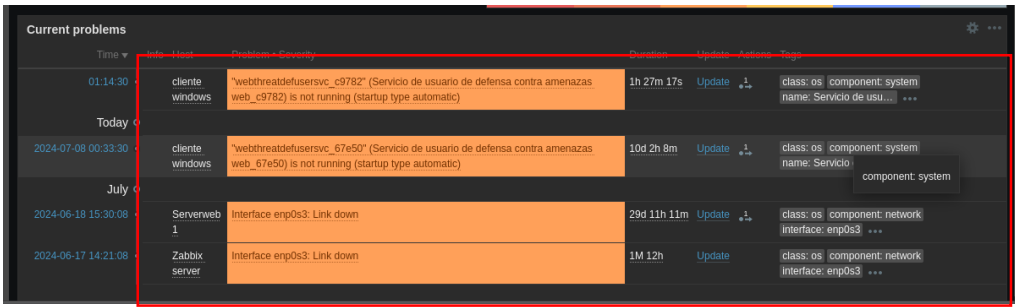 Current problems
Time Info Host Problem • Severity Duration Update Actions Tags
01:14:30 cliente windows "webthreatdefusersvc_c9782" (Servicio de usuario de defensa contra amenazas web_c9782) is not running (startup type automatic) 1h 27m 17s Update 1 class: os component: system name: Servicio de usu...
Today
2024-07-08 00:33:30 cliente windows "webthreatdefusersvc_67e50" (Servicio de usuario de defensa contra amenazas web_67e50) is not running (startup type automatic) 10d 2h 8m Update 1 class: os component: system name: Servicio
component: system
July
2024-06-18 15:30:08 Serverweb 1 Interface enp0s3: Link down 29d 11h 11m Update 1 class: os component: network interface: enp0s3
2024-06-17 14:21:08 Zabbix server Interface enp0s3: Link down 1M 12h Update class: os component: network interface: enp0s3